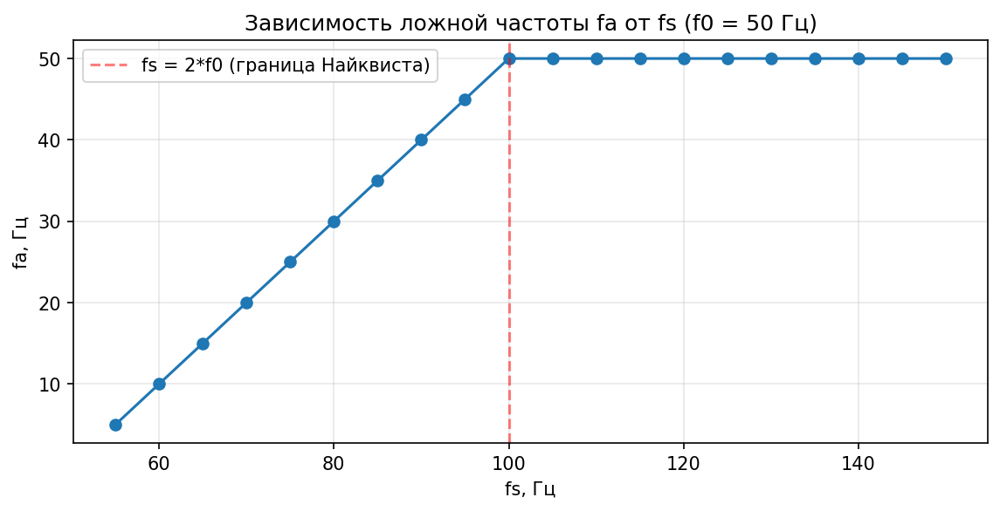 Зависимость ложной частоты fa от fs (f0 = 50 Гц)
fs = 2*f0 (граница Найквиста)
50
40
30
20
10
fa, Гц
60 80 100 120 140
fs, Гц